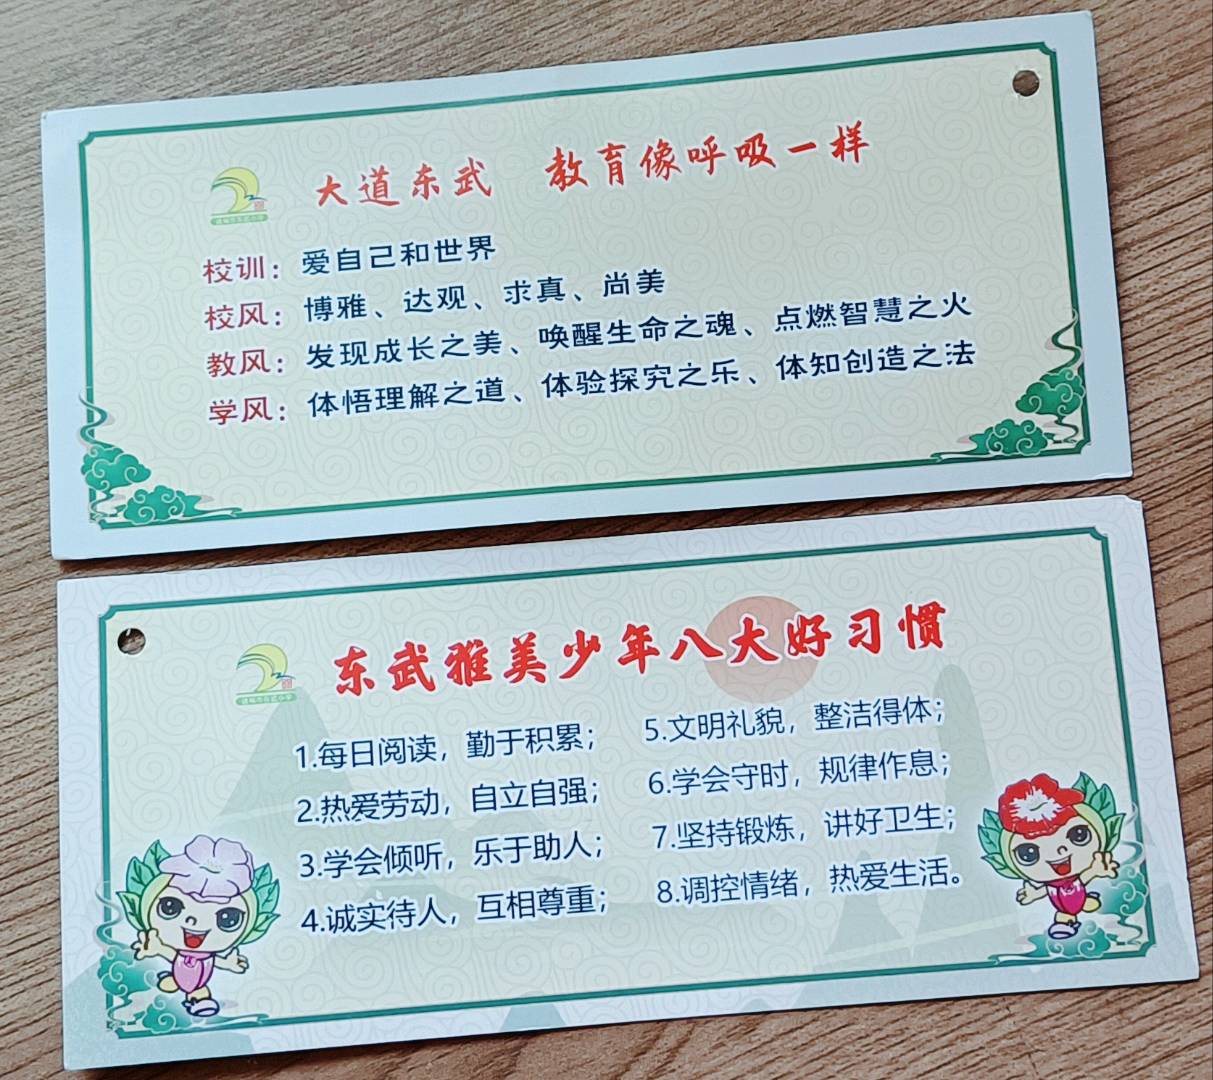 大道东武 教育像呼吸一样
校训：爱自己和世界
校风：博雅、达观、求真、尚美
教风：发现成长之美、唤醒生命之魂、点燃智慧之火
学风：体悟理解之道、体验探究之乐、体知创造之法
东武雅美少年八大好习惯
1.每日阅读，勤于积累；
2.热爱劳动，自立自强；
3.学会倾听，乐于助人；
4.诚实待人，互相尊重；
5.文明礼貌，整洁得体；
6.学会守时，规律作息；
7.坚持锻炼，讲好卫生；
8.调控情绪，热爱生活。